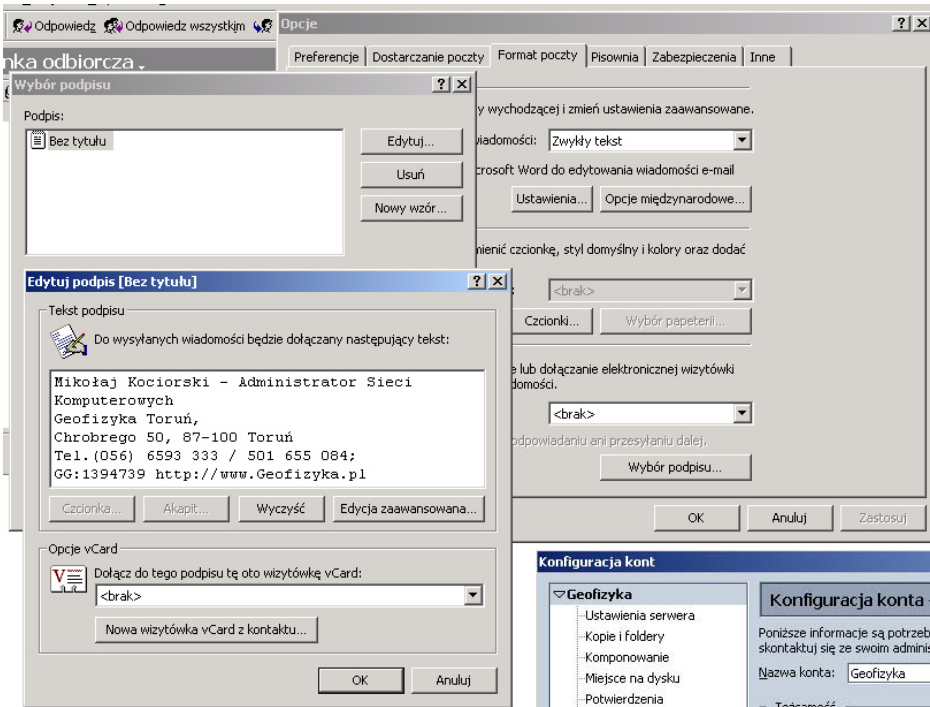 Odpowiedz Odpowiedz wszystkim
nka odbiorcza
Opcje
Preferencje Dostarczanie poczty Format poczty Pisownia Zabezpieczenia Inne
y wychodzącej i zmień ustawienia zaawansowane.
iadomości: Zwykły tekst
crosoft Word do edytowania wiadomości e-mail
Ustawienia... Opcje międzynarodowe...
mienić czcionkę, styl domyślny i kolory oraz dodać
<brak>
Czcionki... Wybór papeterii...
e lub dołączanie elektronicznej wizytówki
domości.
<brak>
odpowiadaniu ani przesyłaniu dalej.
Wybór podpisu...
OK Anuluj Zastosuj
Wybór podpisu
Podpis:
Bez tytułu
Edytuj...
Usuń
Nowy wzór...
Edytuj podpis [Bez tytułu]
Tekst podpisu
Do wysyłanych wiadomości będzie dołączany następujący tekst:
Mikołaj Kociorski - Administrator Sieci
Komputerowych
Geofizyka Toruń,
Chrobrego 50, 87-100 Toruń
Tel.(056) 6593 333 / 501 655 084;
GG:1394739 http://www.Geofizyka.pl
Czcionka... Akapit... Wyczyść Edycja zaawansowana...
Opcje vCard
Dołącz do tego podpisu tę oto wizytówkę vCard:
<brak>
Nowa wizytówka vCard z kontaktu...
OK Anuluj
Konfiguracja kont
Geofizyka
Ustawienia serwera
Kopie i foldery
Komponowanie
Miejsce na dysku
Potwierdzenia
Konfiguracja konta -
Poniższe informacje są potrzeb
skontaktuj się ze swoim adminis
Nazwa konta: Geofizyka
Tożsamość